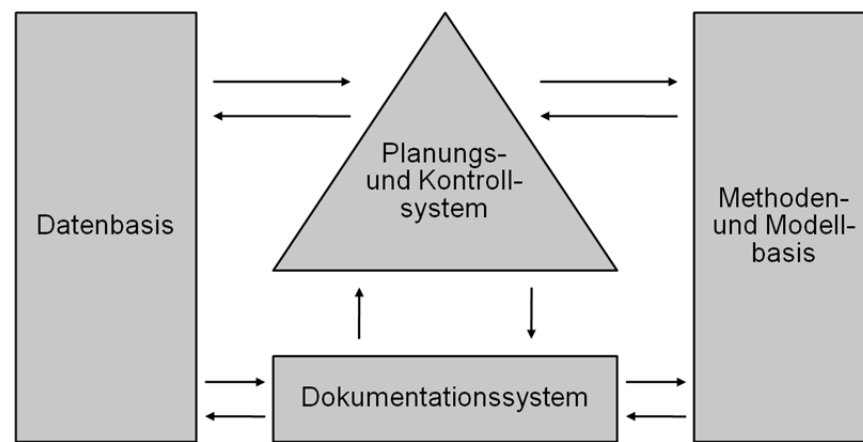 Planungs-
und Kontroll-
system
Datenbasis
Methoden-
und Modell-
basis
Dokumentationssystem